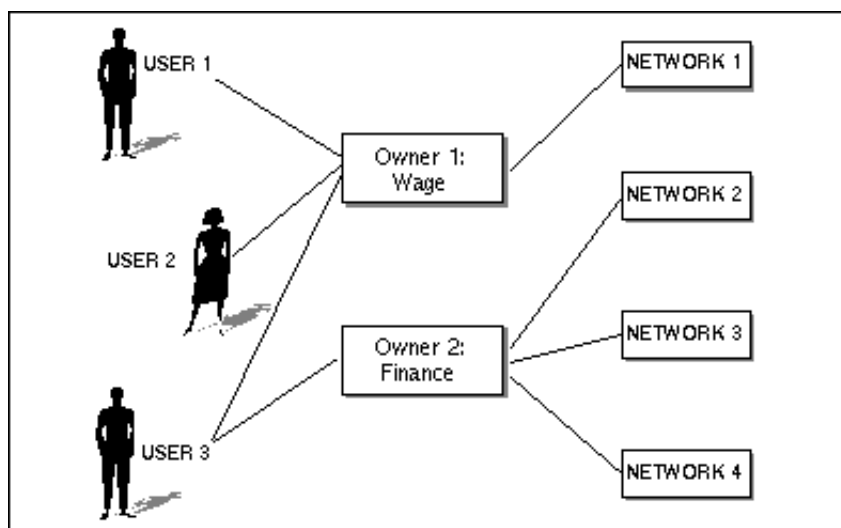 USER 1
NETWORK 1
Owner 1:
Wage
NETWORK 2
USER 2
NETWORK 3
Owner 2:
Finance
USER 3
NETWORK 4